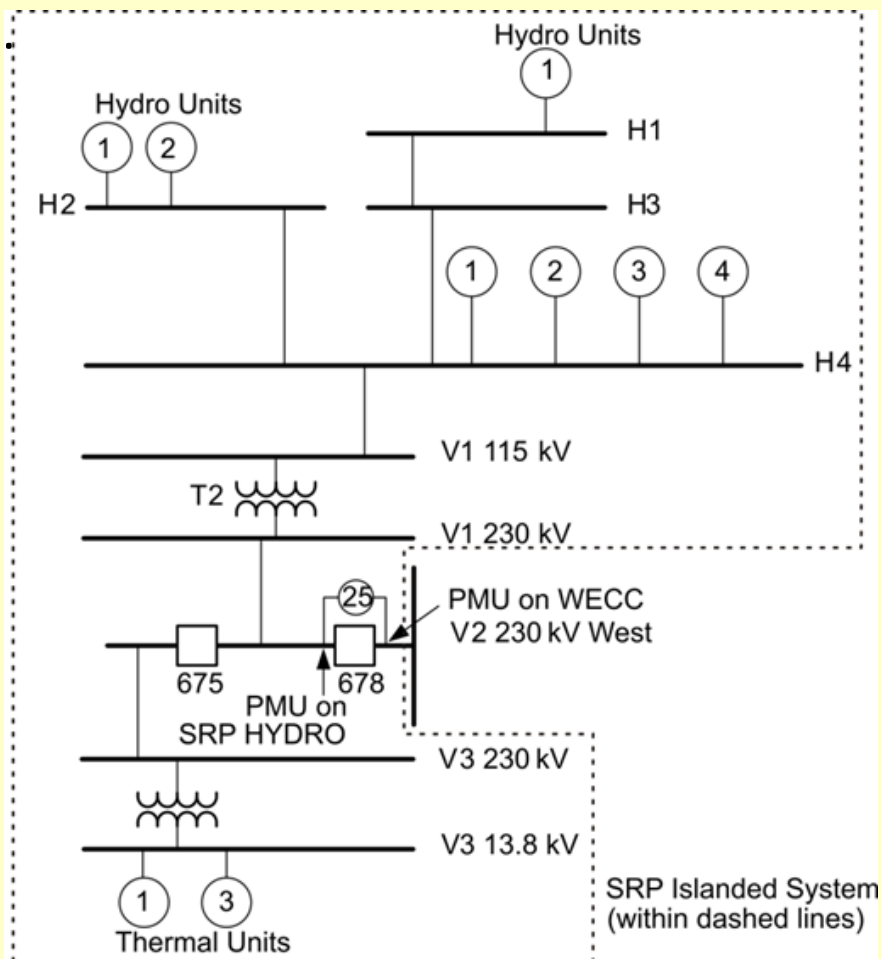 Hydro Units
1
Hydro Units
1 2
H1
H2
H3
1 2 3 4
H4
V1 115 kV
T2
V1 230 kV
25
PMU on WECC
V2 230 kV West
675
678
PMU on
SRP HYDRO
V3 230 kV
V3 13.8 kV
1 3
Thermal Units
SRP Islanded System
(within dashed lines)